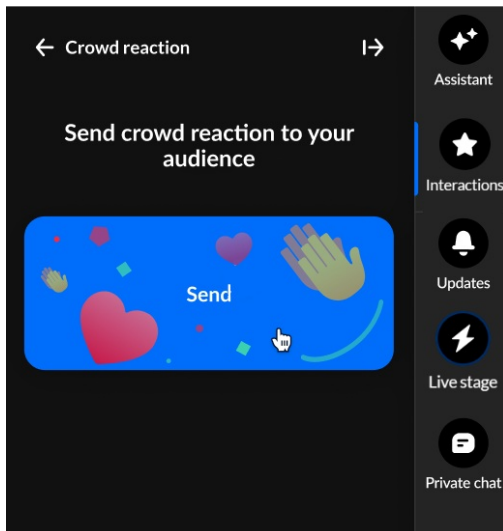 Crowd reaction
Assistant
Send crowd reaction to your
audience
Interactions
Updates
Send
Live stage
Private chat